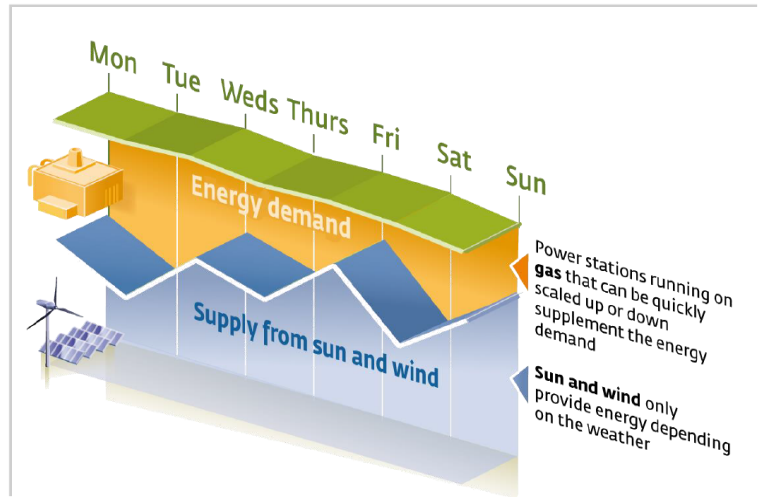 Mon
Tue
Weds
Thurs
Fri
Sat
Sun
Energy demand
Supply from sun and wind
Power stations running on
gas that can be quickly
scaled up or down
supplement the energy
demand
Sun and wind only
provide energy depending
on the weather